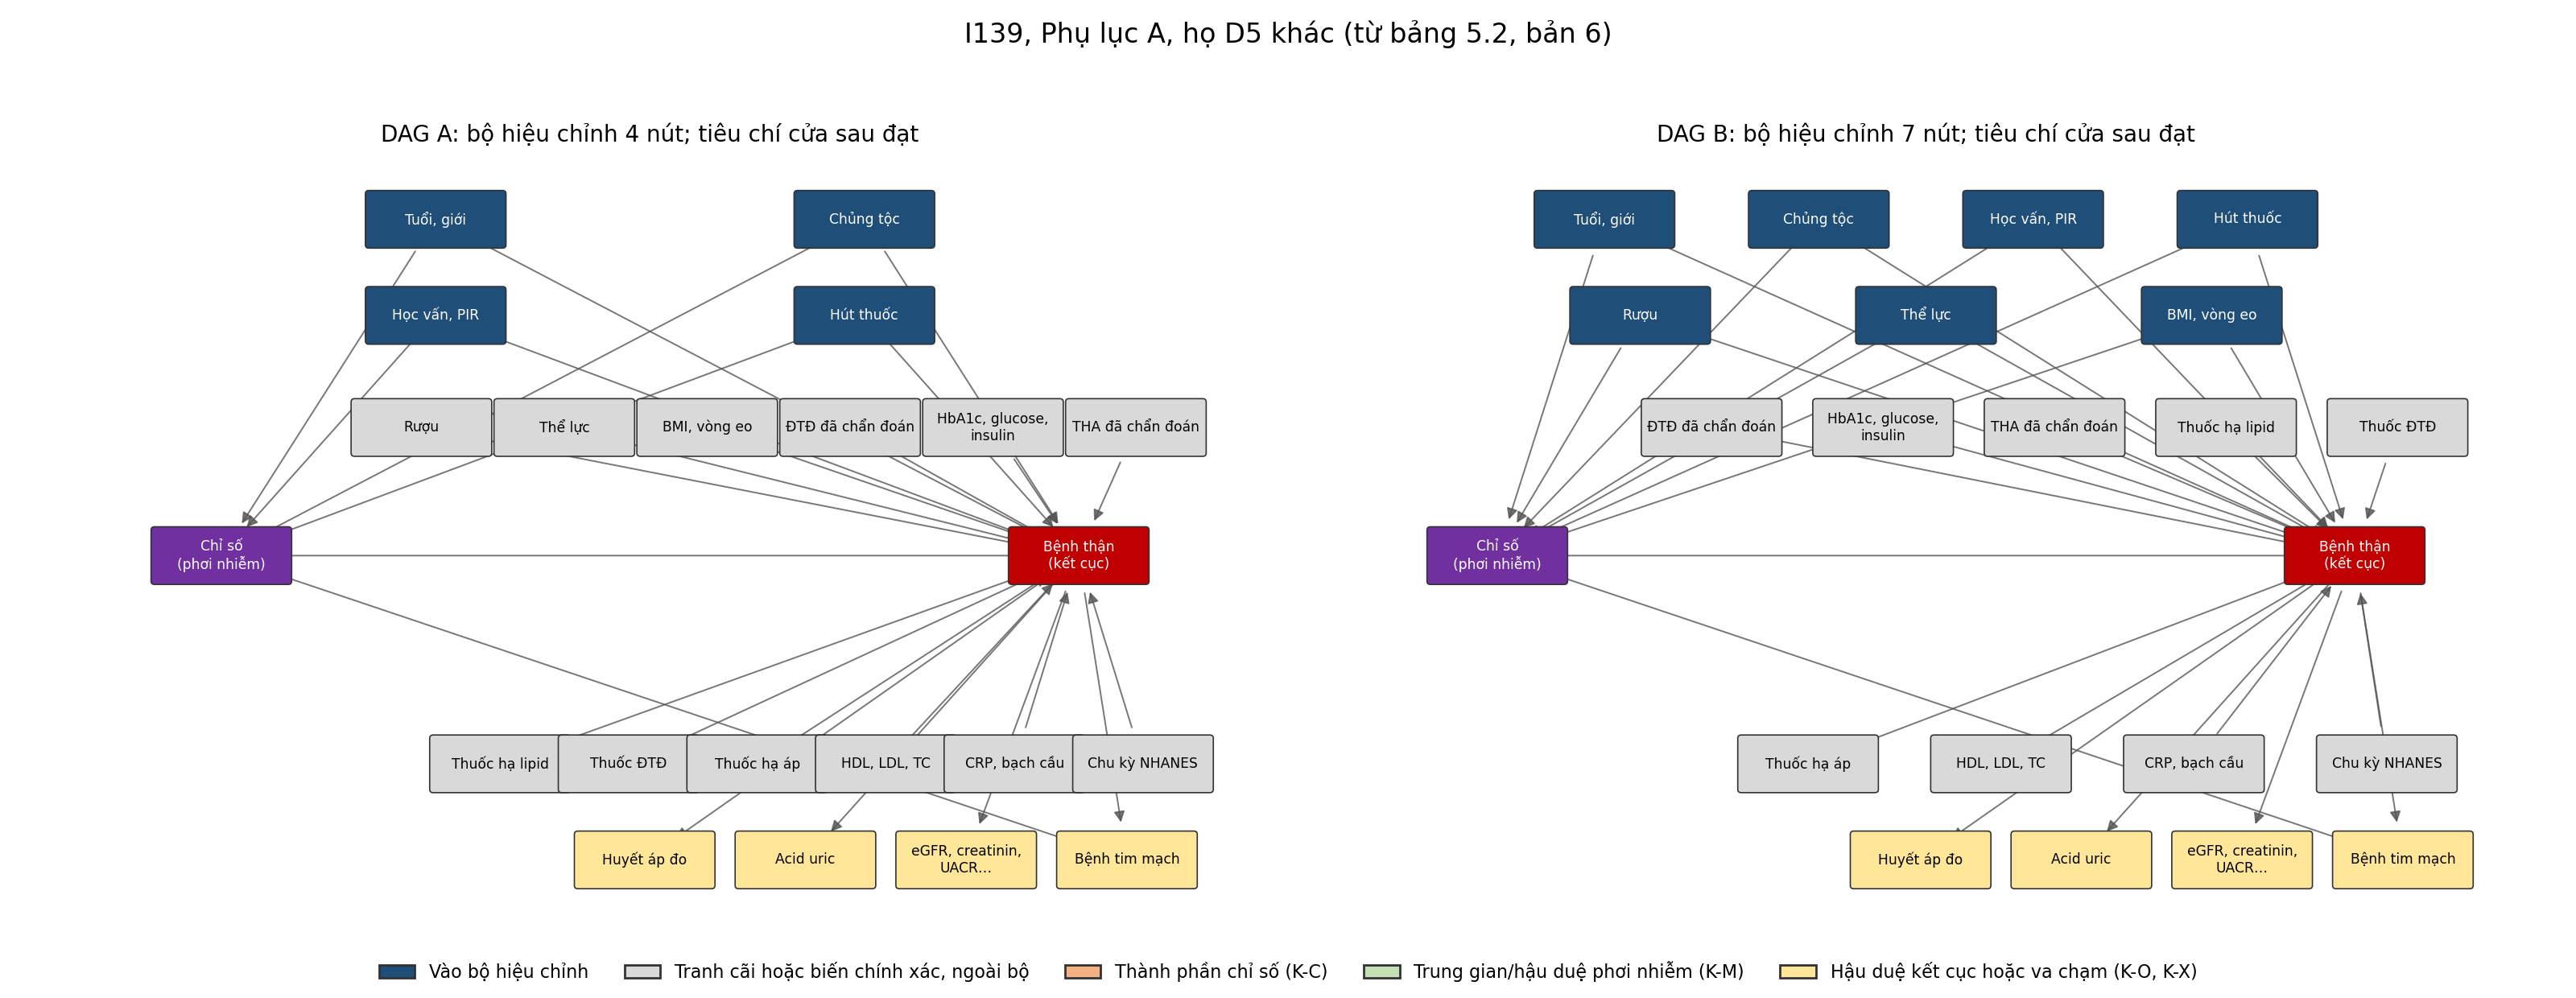 I139, Phụ lục A, họ D5 khác (từ bảng 5.2, bản 6)
DAG A: bộ hiệu chỉnh 4 nút; tiêu chí cửa sau đạt
Tuổi, giới
Chủng tộc
Học vấn, PIR
Hút thuốc
Rượu
Thể lực
BMI, vòng eo
ĐTĐ đã chẩn đoán
HbA1c, glucose,
insulin
THA đã chẩn đoán
Chỉ số
(phơi nhiễm)
Bệnh thận
(kết cục)
Thuốc hạ lipid
Thuốc ĐTĐ
Thuốc hạ áp
HDL, LDL, TC
CRP, bạch cầu
Chu kỳ NHANES
Huyết áp đo
Acid uric
eGFR, creatinin,
UACR...
Bệnh tim mạch
DAG B: bộ hiệu chỉnh 7 nút; tiêu chí cửa sau đạt
Tuổi, giới
Chủng tộc
Học vấn, PIR
Hút thuốc
Rượu
Thể lực
BMI, vòng eo
ĐTĐ đã chẩn đoán
HbA1c, glucose,
insulin
THA đã chẩn đoán
Thuốc hạ lipid
Thuốc ĐTĐ
Chỉ số
(phơi nhiễm)
Bệnh thận
(kết cục)
Thuốc hạ áp
HDL, LDL, TC
CRP, bạch cầu
Chu kỳ NHANES
Huyết áp đo
Acid uric
eGFR, creatinin,
UACR...
Bệnh tim mạch
Vào bộ hiệu chỉnh
Tranh cãi hoặc biến chính xác, ngoài bộ
Thành phần chỉ số (K-C)
Trung gian/hậu duệ phơi nhiễm (K-M)
Hậu duệ kết cục hoặc va chạm (K-O, K-X)